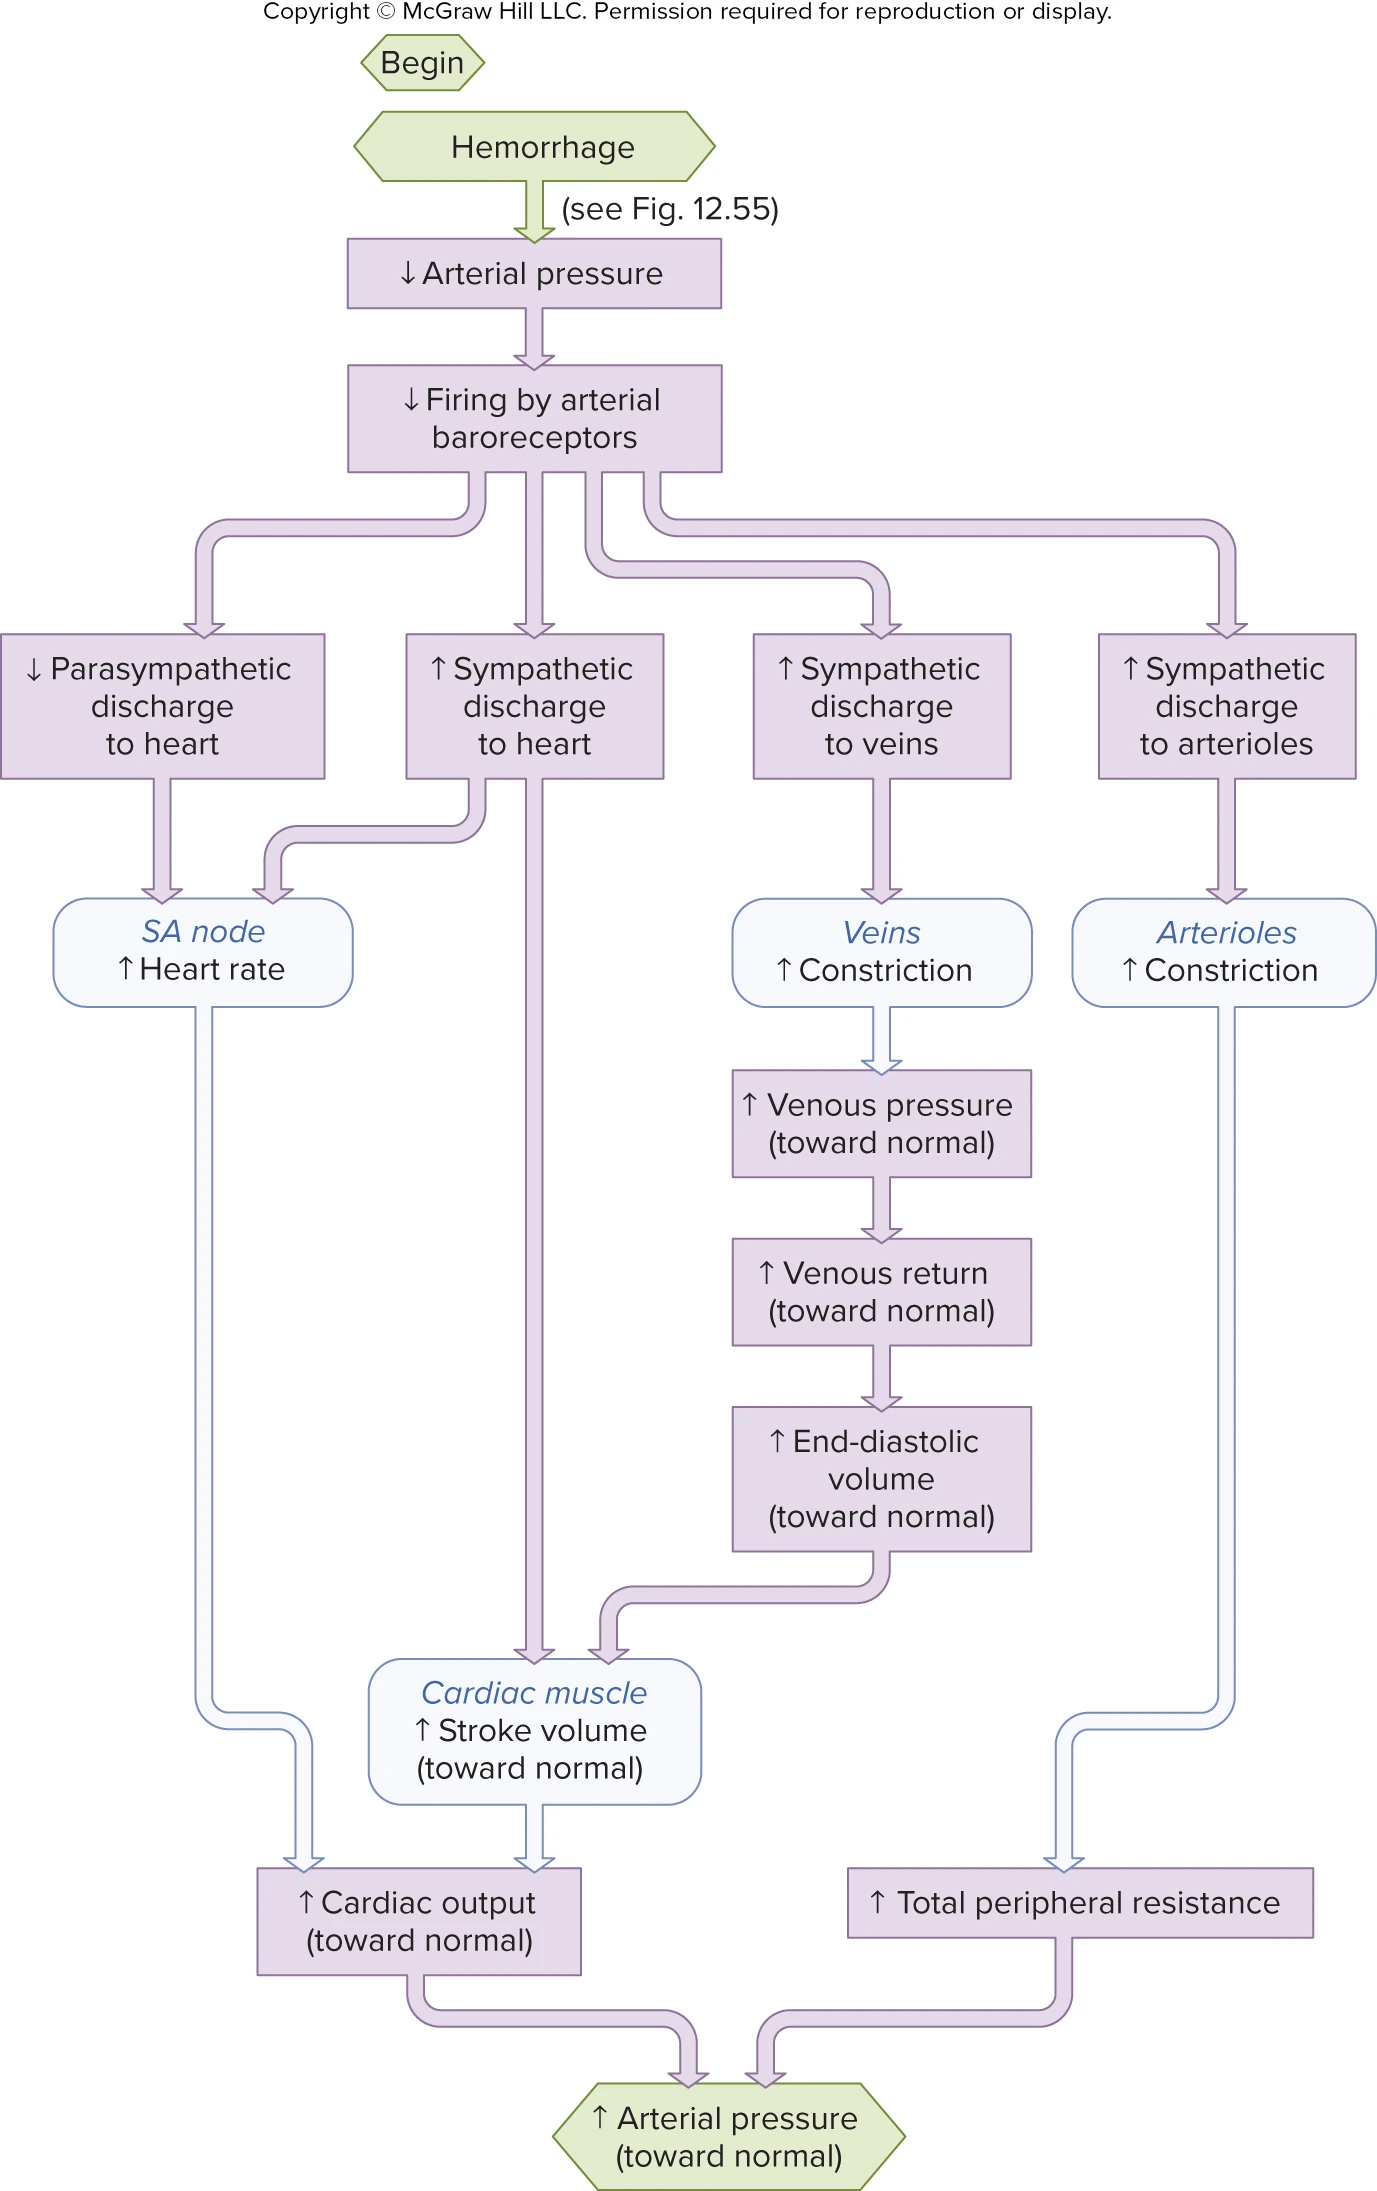 Copyright © McGraw Hill LLC. Permission required for reproduction or display.
Begin
Hemorrhage
(see Fig. 12.55)
↓ Arterial pressure
↓ Firing by arterial
baroreceptors
↓ Parasympathetic
discharge
to heart
↑ Sympathetic
discharge
to heart
↑ Sympathetic
discharge
to veins
↑ Sympathetic
discharge
to arterioles
SA node
↑ Heart rate
Veins
↑ Constriction
Arterioles
↑ Constriction
↑ Venous pressure
(toward normal)
↑ Venous return
(toward normal)
↑ End-diastolic
volume
(toward normal)
Cardiac muscle
↑ Stroke volume
(toward normal)
↑ Cardiac output
(toward normal)
↑ Total peripheral resistance
↑ Arterial pressure
(toward normal)